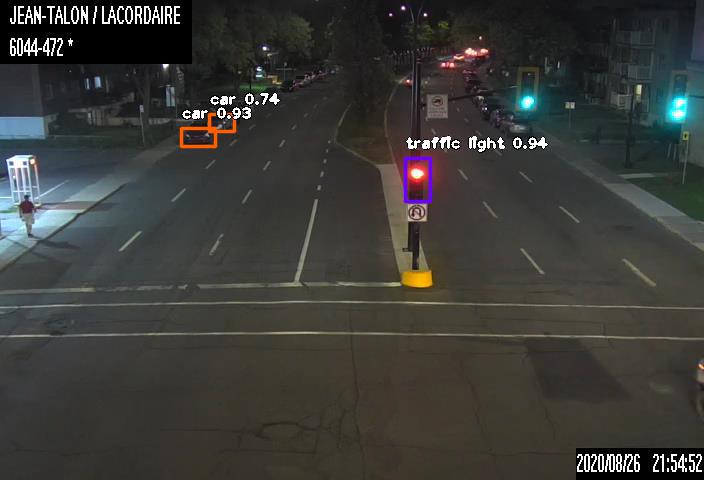 JEAN-TALON / LACORDAIRE
6044-472 *
car 0.74
car 0.93
traffic light 0.94
2020/08/26 21:54:52